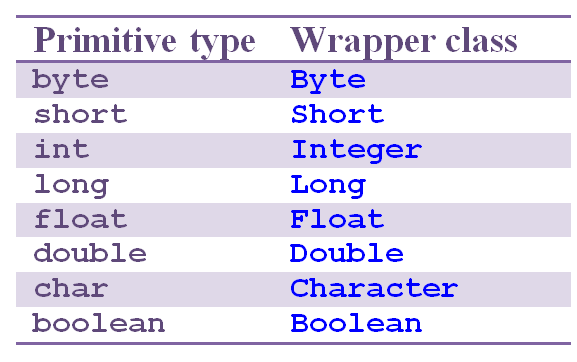 Primitive type Wrapper class
byte Byte
short Short
int Integer
long Long
float Float
double Double
char Character
boolean Boolean